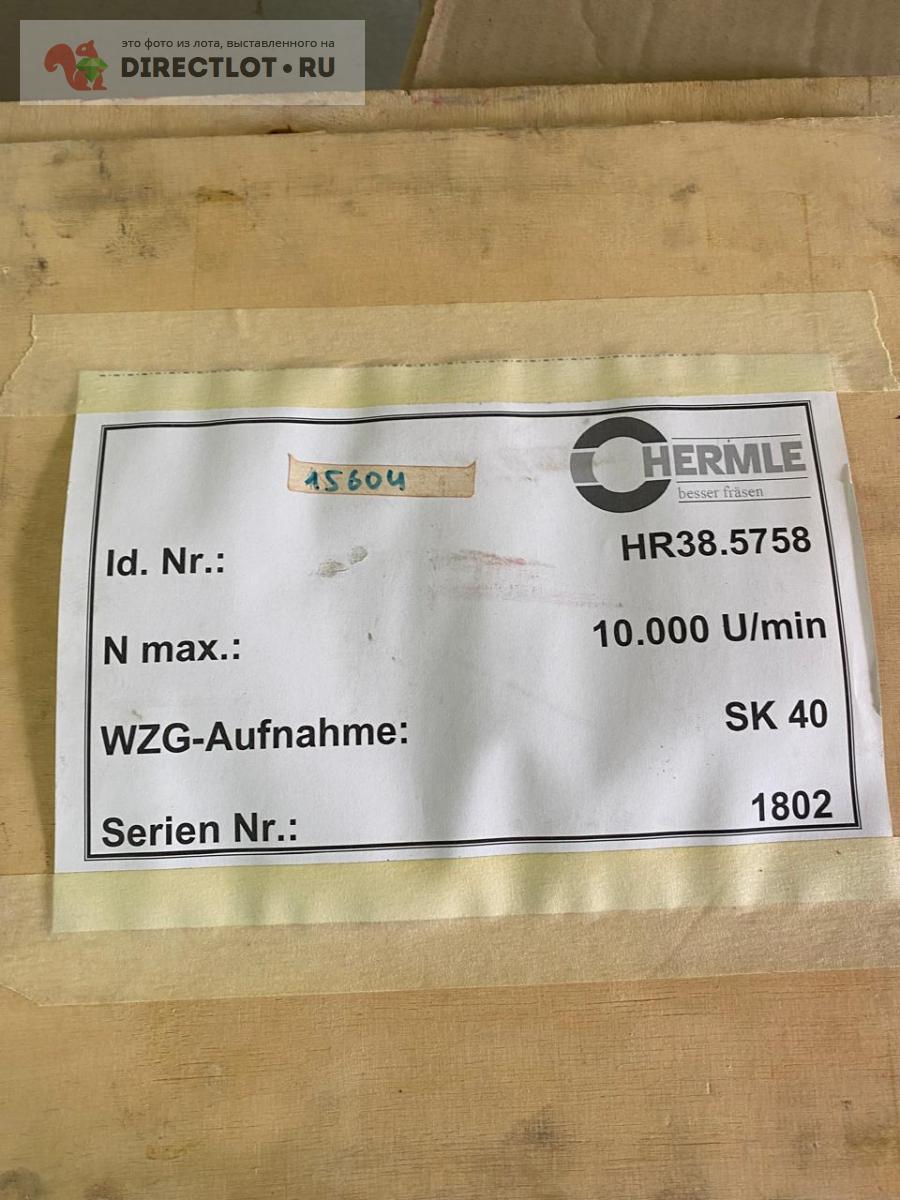 это фото из лота, выставленного на
DIRECTLOT•RU
15604
HERMLE
besser fräsen
Id. Nr.: HR38.5758
N max.: 10.000 U/min
WZG-Aufnahme: SK 40
Serien Nr.: 1802